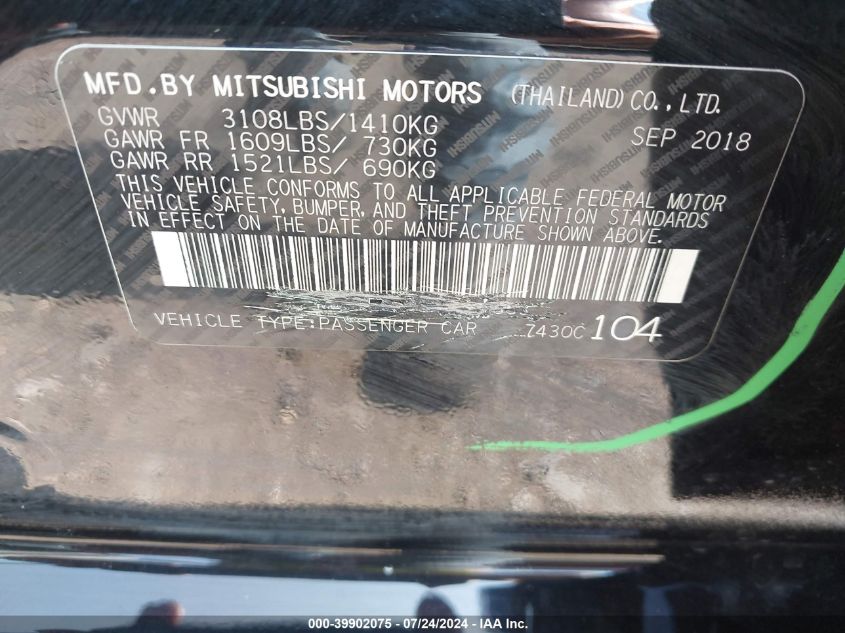 MFD.BY MITSUBISHI MOTORS (THAILAND) CO., LTD.
GVWR 3108LBS/1410KG SEP 2018
GAWR FR 1609LBS/ 730KG
GAWR RR 1521LBS/ 690KG
THIS VEHICLE CONFORMS TO ALL APPLICABLE FEDERAL MOTOR
VEHICLE SAFETY, BUMPER, AND THEFT PREVENTION STANDARDS
IN EFFECT ON THE DATE OF MANUFACTURE SHOWN ABOVE.
VEHICLE TYPE:PASSENGER CAR Z430C 104
000-39902075 - 07/24/2024 - IAA Inc.